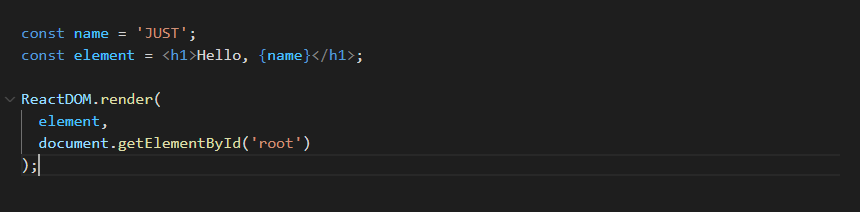 const name = 'JUST';
const element = <h1>Hello, {name}</h1>;
ReactDOM.render(
element,
document.getElementById('root')
);